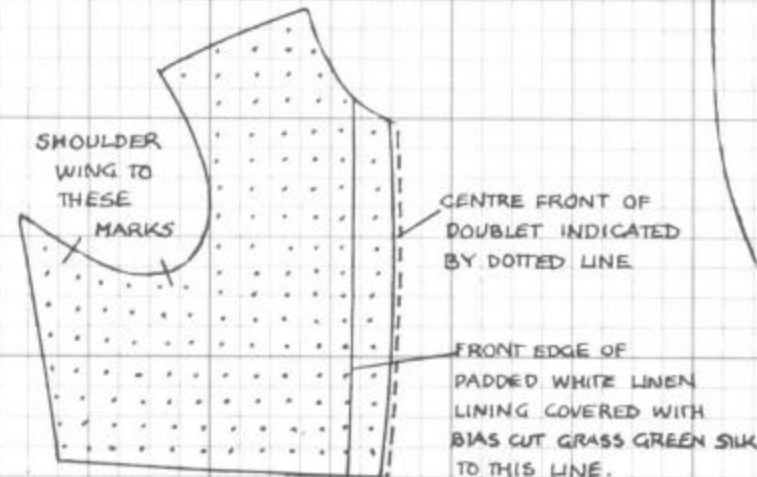 SHOULDER
WING TO
THESE
MARKS
CENTRE FRONT OF
DOUBLET INDICATED
BY DOTTED LINE
FRONT EDGE OF
PADDED WHITE LINEN
LINING COVERED WITH
BIAS CUT GRASS GREEN SILK
TO THIS LINE.